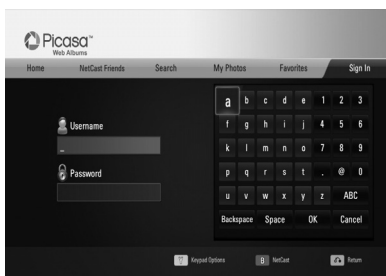 Picasa™
Web Albums
Home NetCast Friends Search My Photos Favorites Sign In
a b c d e 1 2 3
Username
f g h i j 4 5 6
_
k l m n o 7 8 9
Password
p q r s t . @ 0
u v w x y z ABC
Backspace Space OK Cancel
Keypad Options B NetCast Return